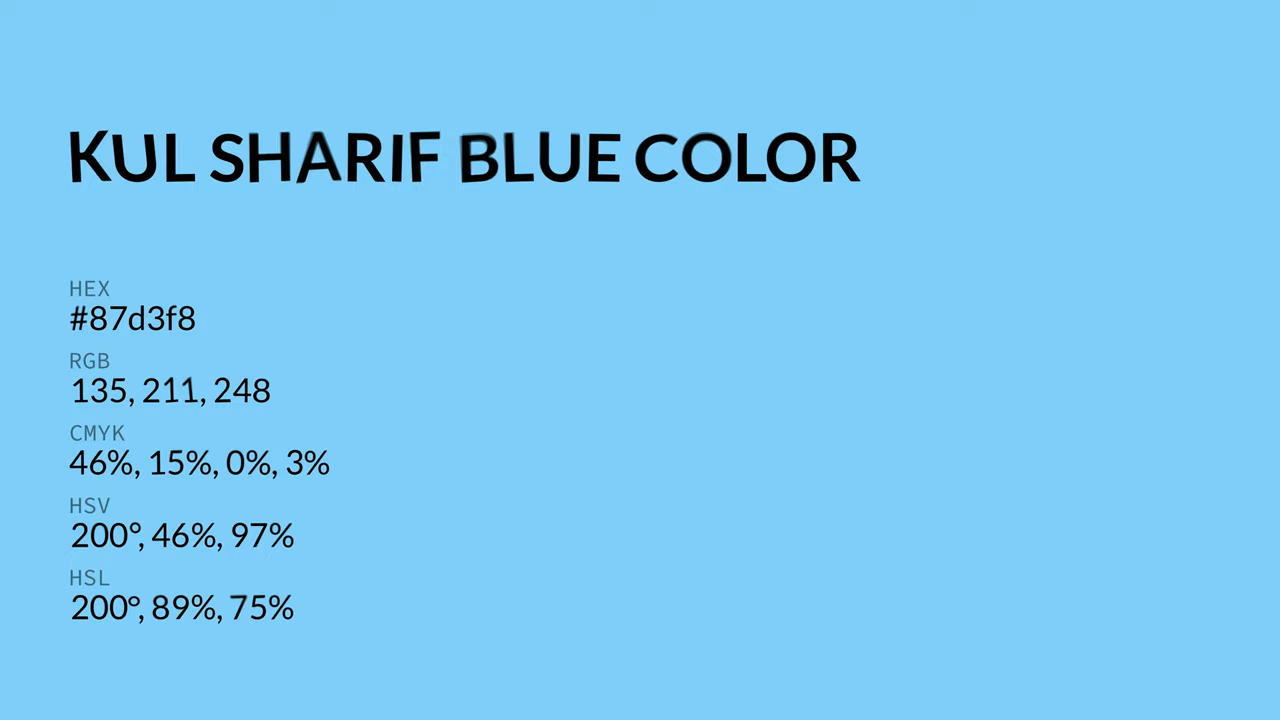 KUL SHARIF BLUE COLOR
HEX
#87d3f8
RGB
135, 211, 248
CMYK
46%, 15%, 0%, 3%
HSV
200°, 46%, 97%
HSL
200°, 89%, 75%